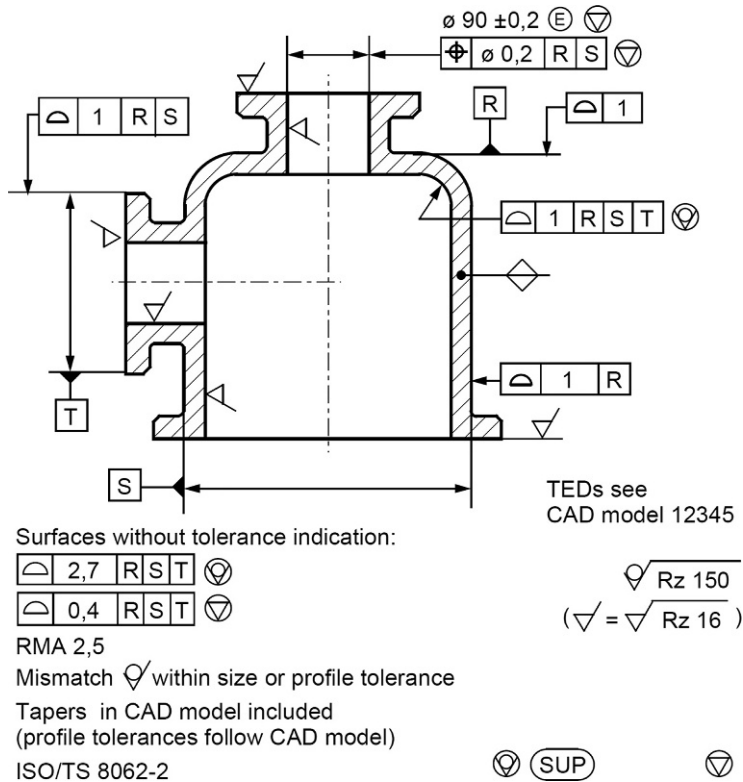 ø 90 ±0,2 E
ø 0,2 R S
1 R S
R
1
1 R S T
T
1 R
S
TEDs see
CAD model 12345
Surfaces without tolerance indication:
2,7 R S T
0,4 R S T
Rz 150
( = Rz 16 )
RMA 2,5
Mismatch within size or profile tolerance
Tapers in CAD model included
(profile tolerances follow CAD model)
ISO/TS 8062-2
SUP